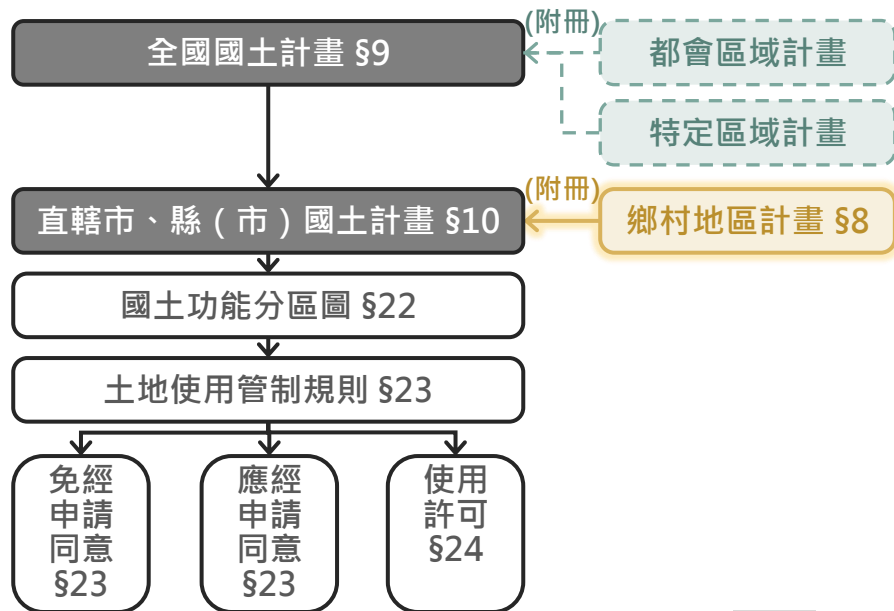 全國國土計畫 §9
(附冊)
都會區域計畫
特定區域計畫
直轄市、縣（市）國土計畫 §10
(附冊)
鄉村地區計畫 §8
國土功能分區圖 §22
土地使用管制規則 §23
免經
申請
同意
§23
應經
申請
同意
§23
使用
許可
§24